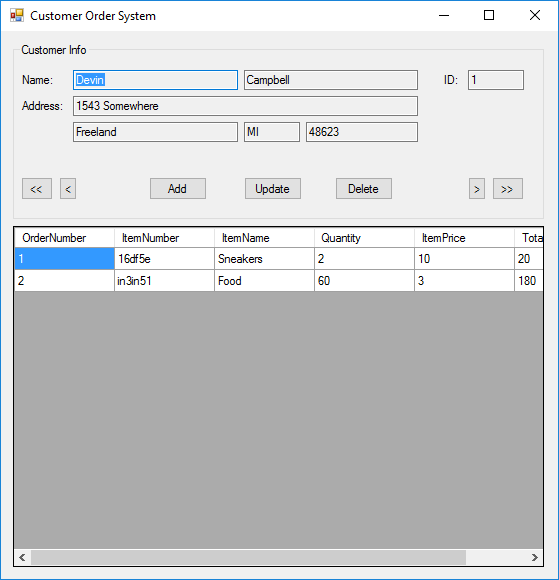 Customer Order System
Customer Info
Name: Devin Campbell ID: 1
Address: 1543 Somewhere
Freeland MI 48623
<< < Add Update Delete > >>
OrderNumber ItemNumber ItemName Quantity ItemPrice Tota
1 16df5e Sneakers 2 10 20
2 in3in51 Food 60 3 180